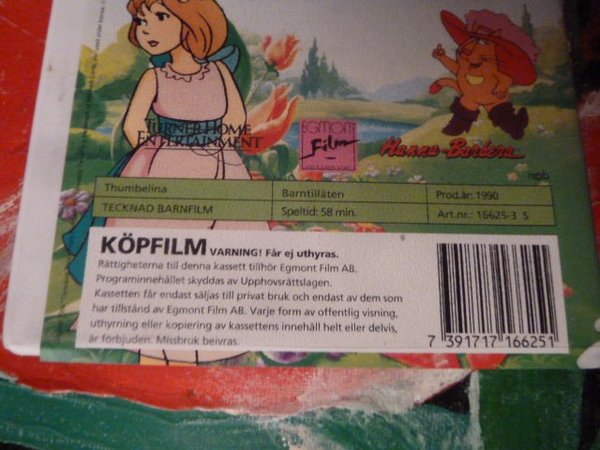 TURNER HOME
ENTERTAINMENT
EGMONT
Film
Hanna-Barbera
ncb
Thumbelina
Barntillåten
Prod.år: 1990
TECKNAD BARNFILM
Speltid: 58 min.
Art.nr.: 16625-3 S
KÖPFILM VARNING! Får ej uthyras.
Rättigheterna till denna kassett tillhör Egmont Film AB.
Programinnehållet skyddas av Upphovsrättslagen.
Kassetten får endast säljas till privat bruk och endast av dem som
har tillstånd av Egmont Film AB. Varje form av offentlig visning,
uthyrning eller kopiering av kassettens innehåll helt eller delvis,
är förbjuden. Missbruk beivras.
7 391717 166251